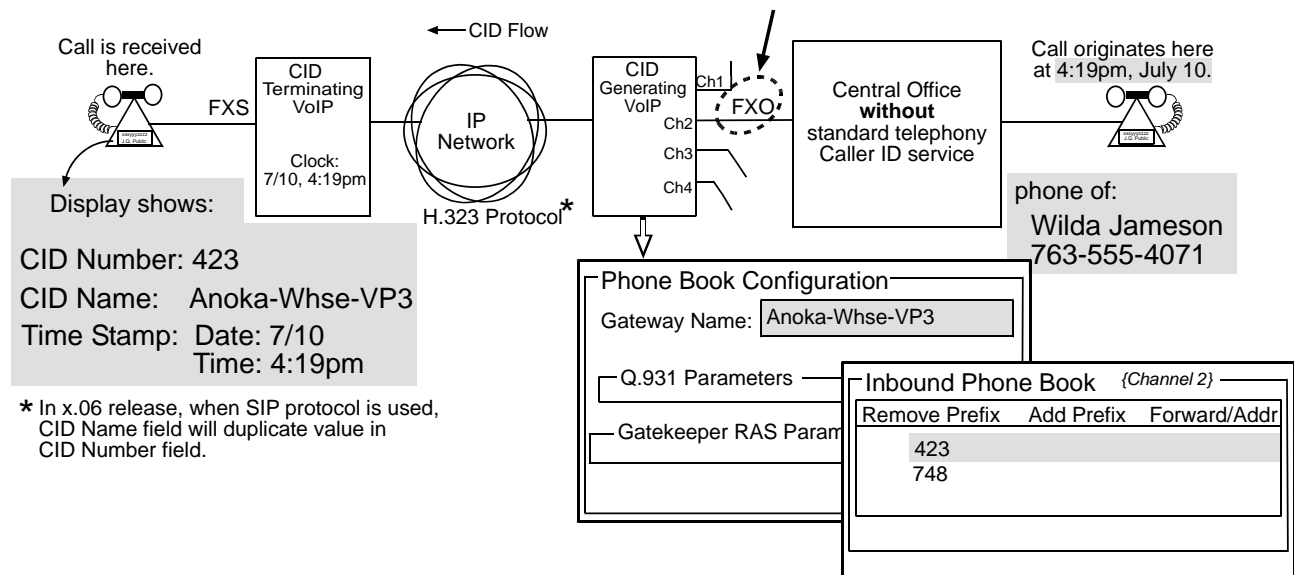 CID Flow
Call is received
here.
FXS
CID
Terminating
VoIP
Clock:
7/10, 4:19pm
IP
Network
H.323 Protocol*
CID
Generating
VoIP
Ch1
Ch2
Ch3
Ch4
FXO
Central Office
without
standard telephony
Caller ID service
Call originates here
at 4:19pm, July 10.
phone of:
Wilda Jameson
763-555-4071
Display shows:
CID Number: 423
CID Name: Anoka-Whse-VP3
Time Stamp: Date: 7/10
Time: 4:19pm
* In x.06 release, when SIP protocol is used,
CID Name field will duplicate value in
CID Number field.
Phone Book Configuration
Gateway Name: Anoka-Whse-VP3
Q.931 Parameters
Gatekeeper RAS Param
Inbound Phone Book {Channel 2}
Remove Prefix Add Prefix Forward/Addr
423
748